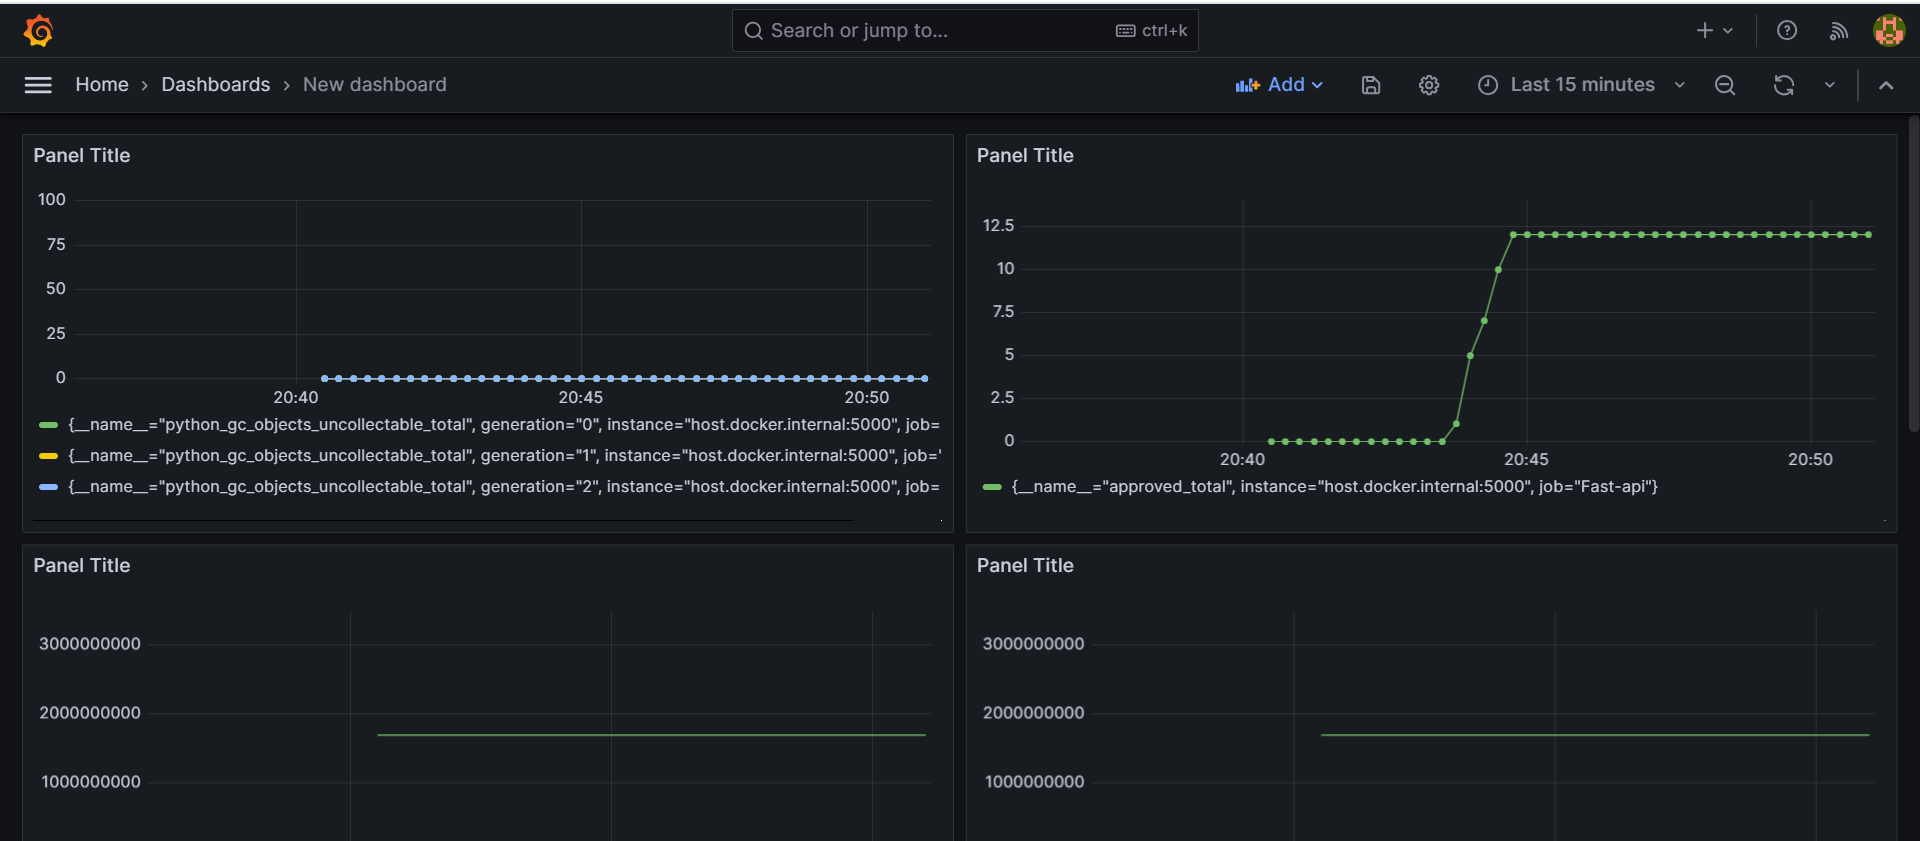 Search or jump to...
ctrl+k
Home › Dashboards › New dashboard
Add
Last 15 minutes
Panel Title
100
75
50
25
0
20:40
20:45
20:50
{__name__="python_gc_objects_uncollectable_total", generation="0", instance="host.docker.internal:5000", job=
{__name__="python_gc_objects_uncollectable_total", generation="1", instance="host.docker.internal:5000", job='
{__name__="python_gc_objects_uncollectable_total", generation="2", instance="host.docker.internal:5000", job=
Panel Title
12.5
10
7.5
5
2.5
0
20:40
20:45
20:50
{__name__="approved_total", instance="host.docker.internal:5000", job="Fast-api"}
Panel Title
3000000000
2000000000
1000000000
Panel Title
3000000000
2000000000
1000000000